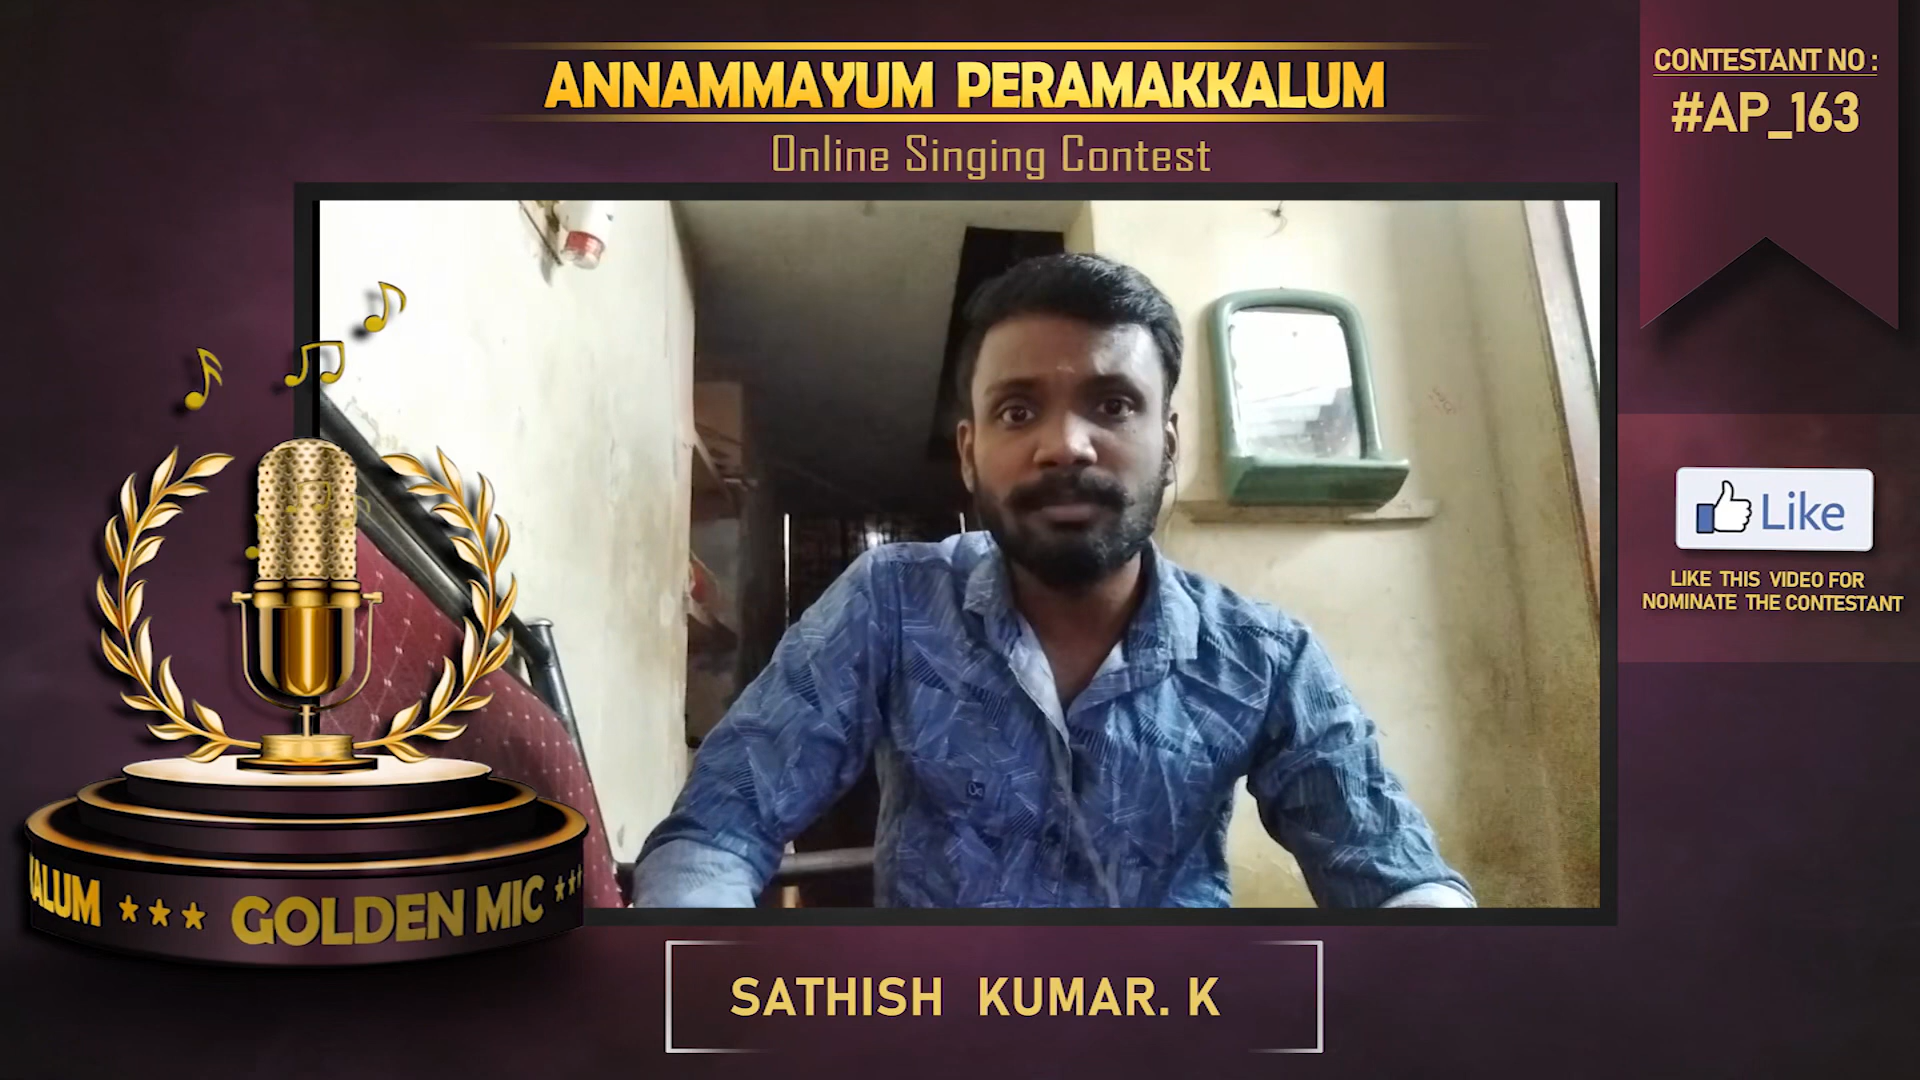 ANNAMMAYUM PERAMAKKALUM
Online Singing Contest
CONTESTANT NO :
#AP_163
Like
LIKE THIS VIDEO FOR
NOMINATE THE CONTESTANT
KALUM *** GOLDEN MIC ***
SATHISH KUMAR. K